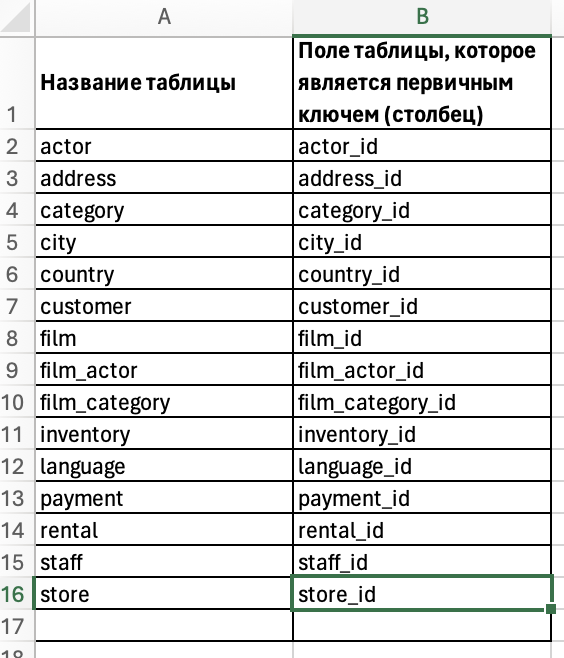 A B
Поле таблицы, которое
является первичным
1 Название таблицы ключем (столбец)
2 actor actor_id
3 address address_id
4 category category_id
5 city city_id
6 country country_id
7 customer customer_id
8 film film_id
9 film_actor film_actor_id
10 film_category film_category_id
11 inventory inventory_id
12 language language_id
13 payment payment_id
14 rental rental_id
15 staff staff_id
16 store store_id
17
18